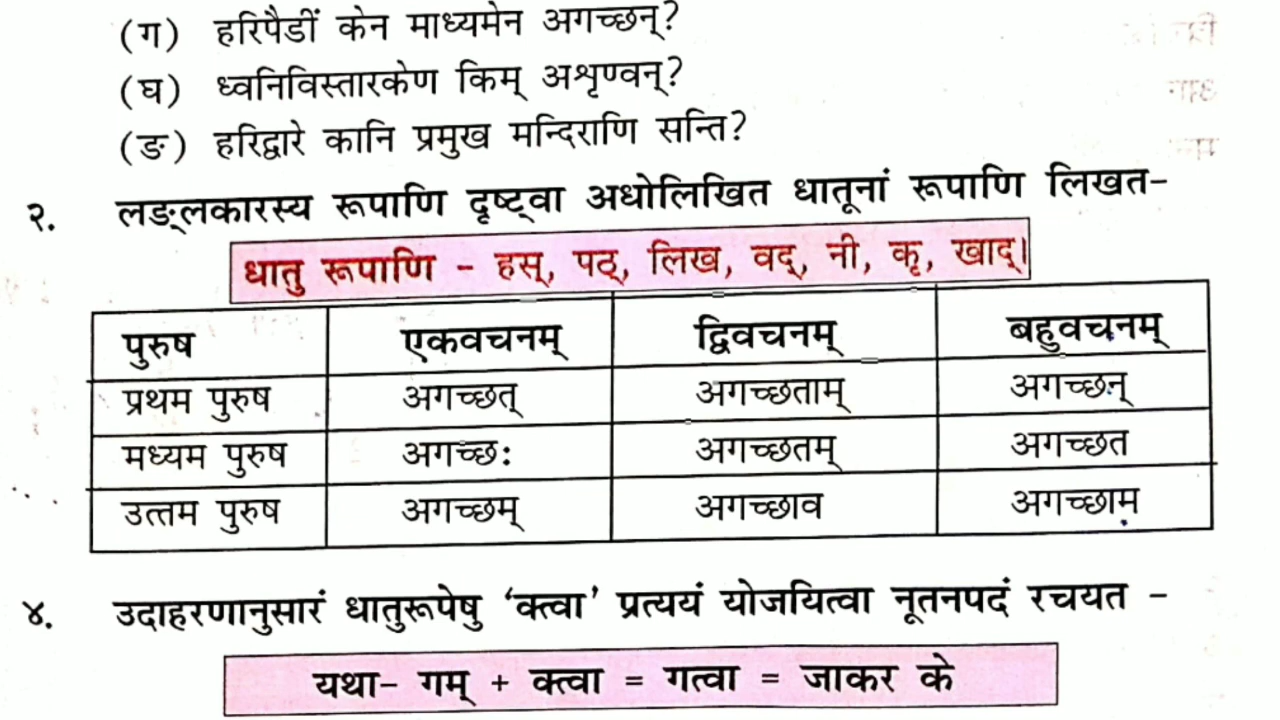 (ग) हरिपैडीं केन माध्यमेन अगच्छन्?
(घ) ध्वनिविस्तारकेण किम् अशृण्वन्?
(ङ) हरिद्वारे कानि प्रमुख मन्दिराणि सन्ति?
२. लङ्लकारस्य रूपाणि दृष्ट्वा अधोलिखित धातूनां रूपाणि लिखत-
धातु रूपाणि - हस्, पठ्, लिख, वद्, नी, कृ, खाद्।
पुरुष एकवचनम् द्विवचनम् बहुवचनम्
प्रथम पुरुष अगच्छत् अगच्छताम् अगच्छन्
मध्यम पुरुष अगच्छः अगच्छतम् अगच्छत
उत्तम पुरुष अगच्छम् अगच्छाव अगच्छाम
४. उदाहरणानुसारं धातुरूपेषु ‘क्त्वा’ प्रत्ययं योजयित्वा नूतनपदं रचयत -
यथा- गम् + क्त्वा = गत्वा = जाकर के